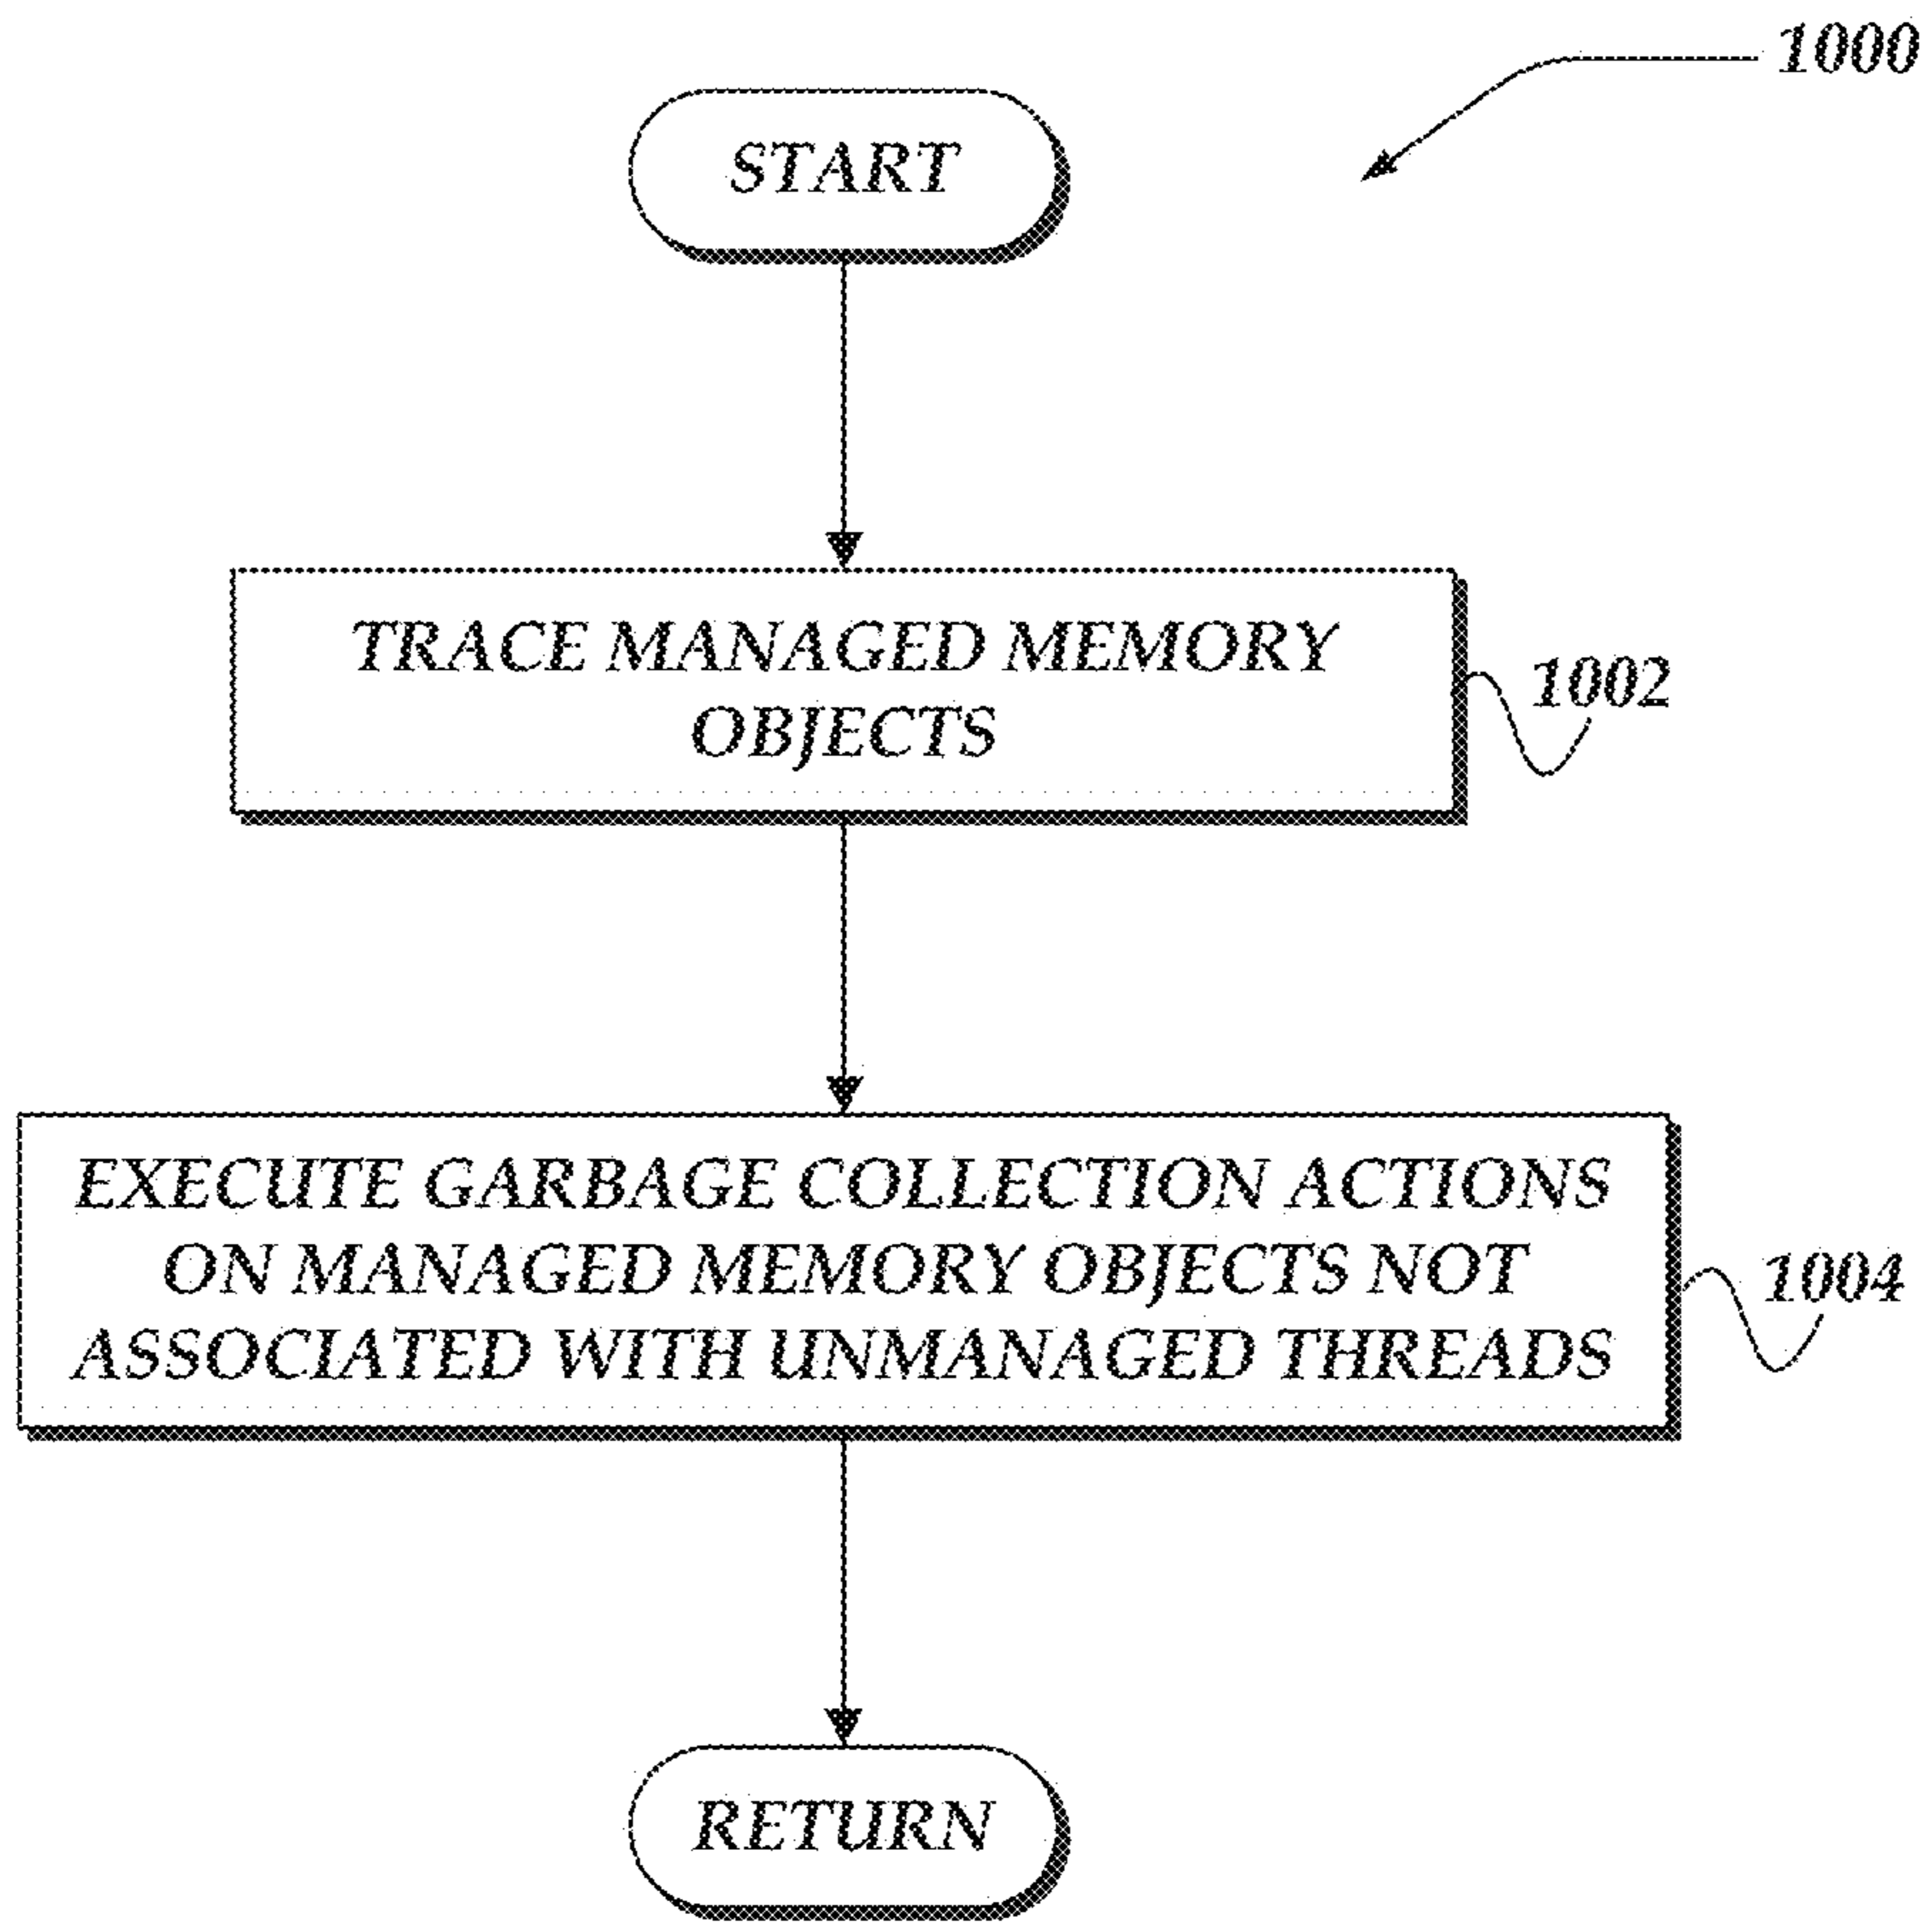 1000
START
TRACE MANAGED MEMORY
OBJECTS
1002
EXECUTE GARBAGE COLLECTION ACTIONS
ON MANAGED MEMORY OBJECTS NOT
ASSOCIATED WITH UNMANAGED THREADS
1004
RETURN